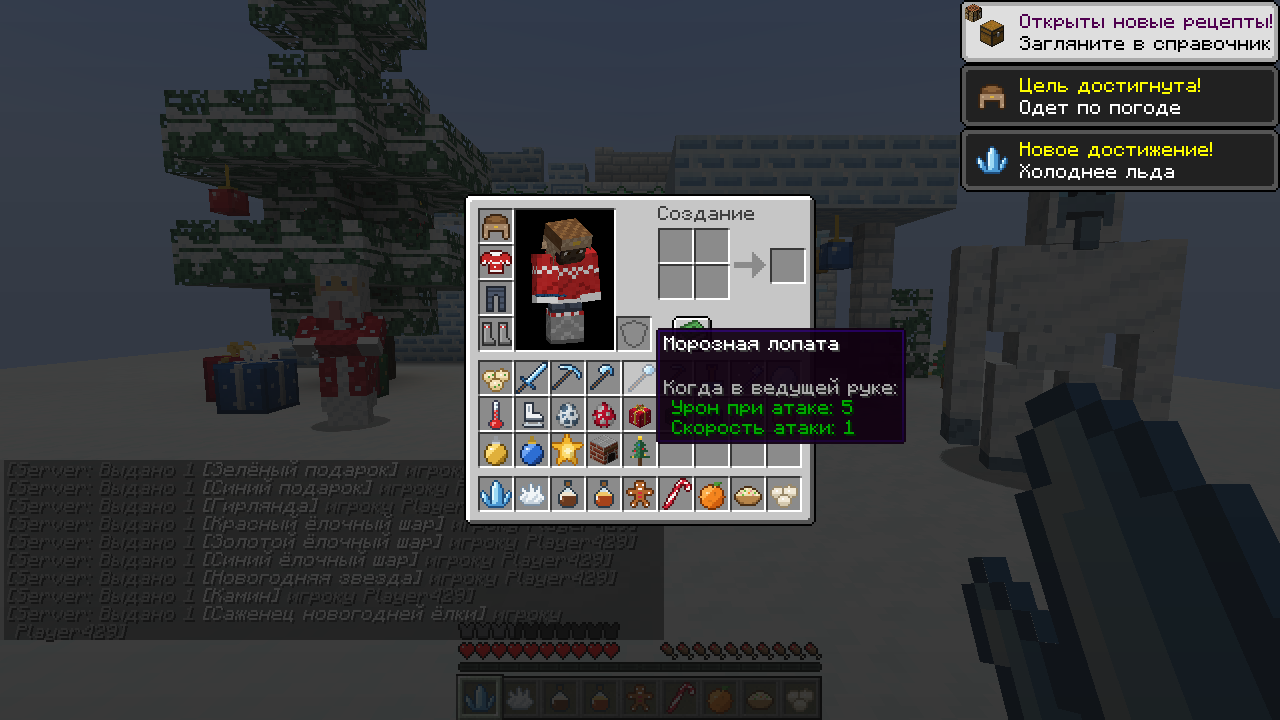 Открыты новые рецепты!
Загляните в справочник
Цель достигнута!
Одет по погоде
Новое достижение!
Холоднее льда
Создание
Морозная лопата
Когда в ведущей руке:
Урон при атаке: 5
Скорость атаки: 1
[Server: Выдано 1 [Зелёный подарок] игроку
[Server: Выдано 1 [Синий подарок] игроку
[Server: Выдано 1 [Гирлянда] игроку Player
[Server: Выдано 1 [Красный ёлочный шар]
[Server: Выдано 1 [Золотой ёлочный шар] игроку Player429]
[Server: Выдано 1 [Синий ёлочный шар] игроку Player429]
[Server: Выдано 1 [Новогодняя звезда] игроку Player429]
[Server: Выдано 1 [Камин] игроку Player429]
[Server: Выдано 1 [Саженец новогодней ёлки] игроку
Player429]